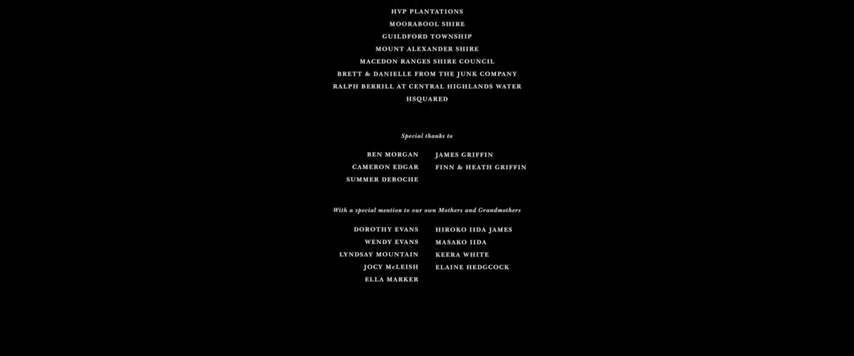 HVP PLANTATIONS
MOORABOOL SHIRE
GUILDFORD TOWNSHIP
MOUNT ALEXANDER SHIRE
MACEDON RANGES SHIRE COUNCIL
BRETT & DANIELLE FROM THE JUNK COMPANY
RALPH BERRILL AT CENTRAL HIGHLANDS WATER
HSQUARED
Special thanks to
BEN MORGAN JAMES GRIFFIN
CAMERON EDGAR FINN & HEATH GRIFFIN
SUMMER DEROCHE
With a special mention to our own Mothers and Grandmothers
DOROTHY EVANS HIROKO IIDA JAMES
WENDY EVANS MASAKO IIDA
LYNDSAY MOUNTAIN KEERA WHITE
JOCY McLEISH ELAINE HEDGCOCK
ELLA MARKER